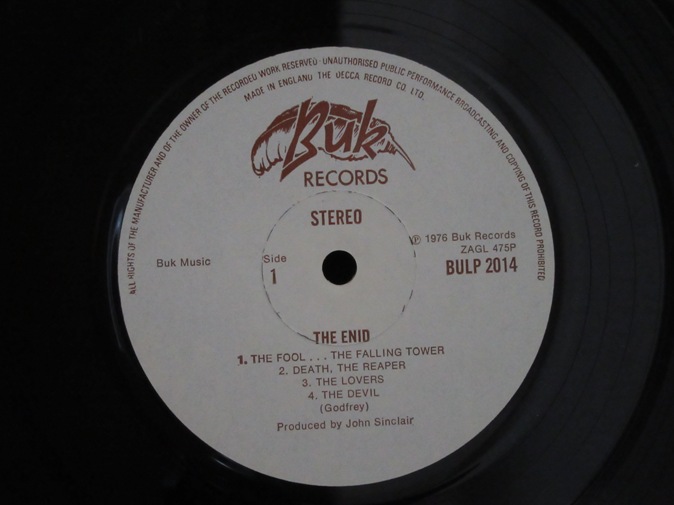 ALL RIGHTS OF THE MANUFACTURER AND OF THE OWNER OF THE RECORDED WORK RESERVED · UNAUTHORISED PUBLIC PERFORMANCE BROADCASTING AND COPYING OF THIS RECORD PROHIBITED
MADE IN ENGLAND THE DECCA RECORD CO. LTD.
Buk
RECORDS
STEREO
℗ 1976 Buk Records
ZAGL 475P
BULP 2014
Buk Music
Side
1
THE ENID
1. THE FOOL . . . THE FALLING TOWER
2. DEATH, THE REAPER
3. THE LOVERS
4. THE DEVIL
(Godfrey)
Produced by John Sinclair